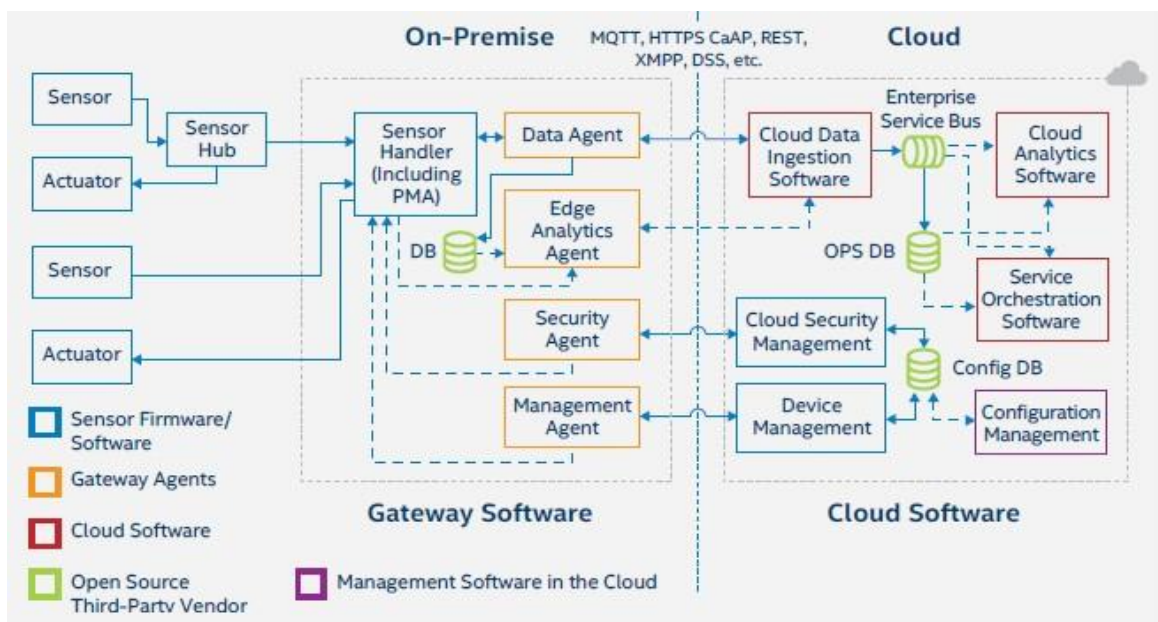 On-Premise
MQTT, HTTPS CaAP, REST,
XMPP, DSS, etc.
Cloud
Sensor
Sensor
Hub
Actuator
Sensor
Actuator
Sensor
Handler
(Including
PMA)
Data Agent
DB
Edge
Analytics
Agent
Security
Agent
Management
Agent
Gateway Software
Cloud Data
Ingestion
Software
Enterprise
Service Bus
Cloud
Analytics
Software
OPS DB
Service
Orchestration
Software
Cloud Security
Management
Config DB
Device
Management
Configuration
Management
Cloud Software
Sensor Firmware/
Software
Gateway Agents
Cloud Software
Open Source
Third-Party Vendor
Management Software in the Cloud